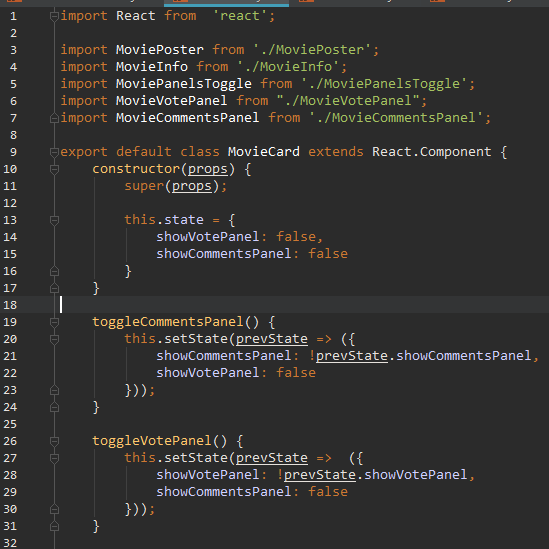 1 import React from  'react';
2
3 import MoviePoster from './MoviePoster';
4 import MovieInfo from './MovieInfo';
5 import MoviePanelsToggle from './MoviePanelsToggle';
6 import MovieVotePanel from "./MovieVotePanel";
7 import MovieCommentsPanel from './MovieCommentsPanel';
8
9 export default class MovieCard extends React.Component {
10     constructor(props) {
11         super(props);
12
13         this.state = {
14             showVotePanel: false,
15             showCommentsPanel: false
16         }
17     }
18
19     toggleCommentsPanel() {
20         this.setState(prevState => ({
21             showCommentsPanel: !prevState.showCommentsPanel,
22             showVotePanel: false
23         }));
24     }
25
26     toggleVotePanel() {
27         this.setState(prevState =>  ({
28             showVotePanel: !prevState.showVotePanel,
29             showCommentsPanel: false
30         }));
31     }
32